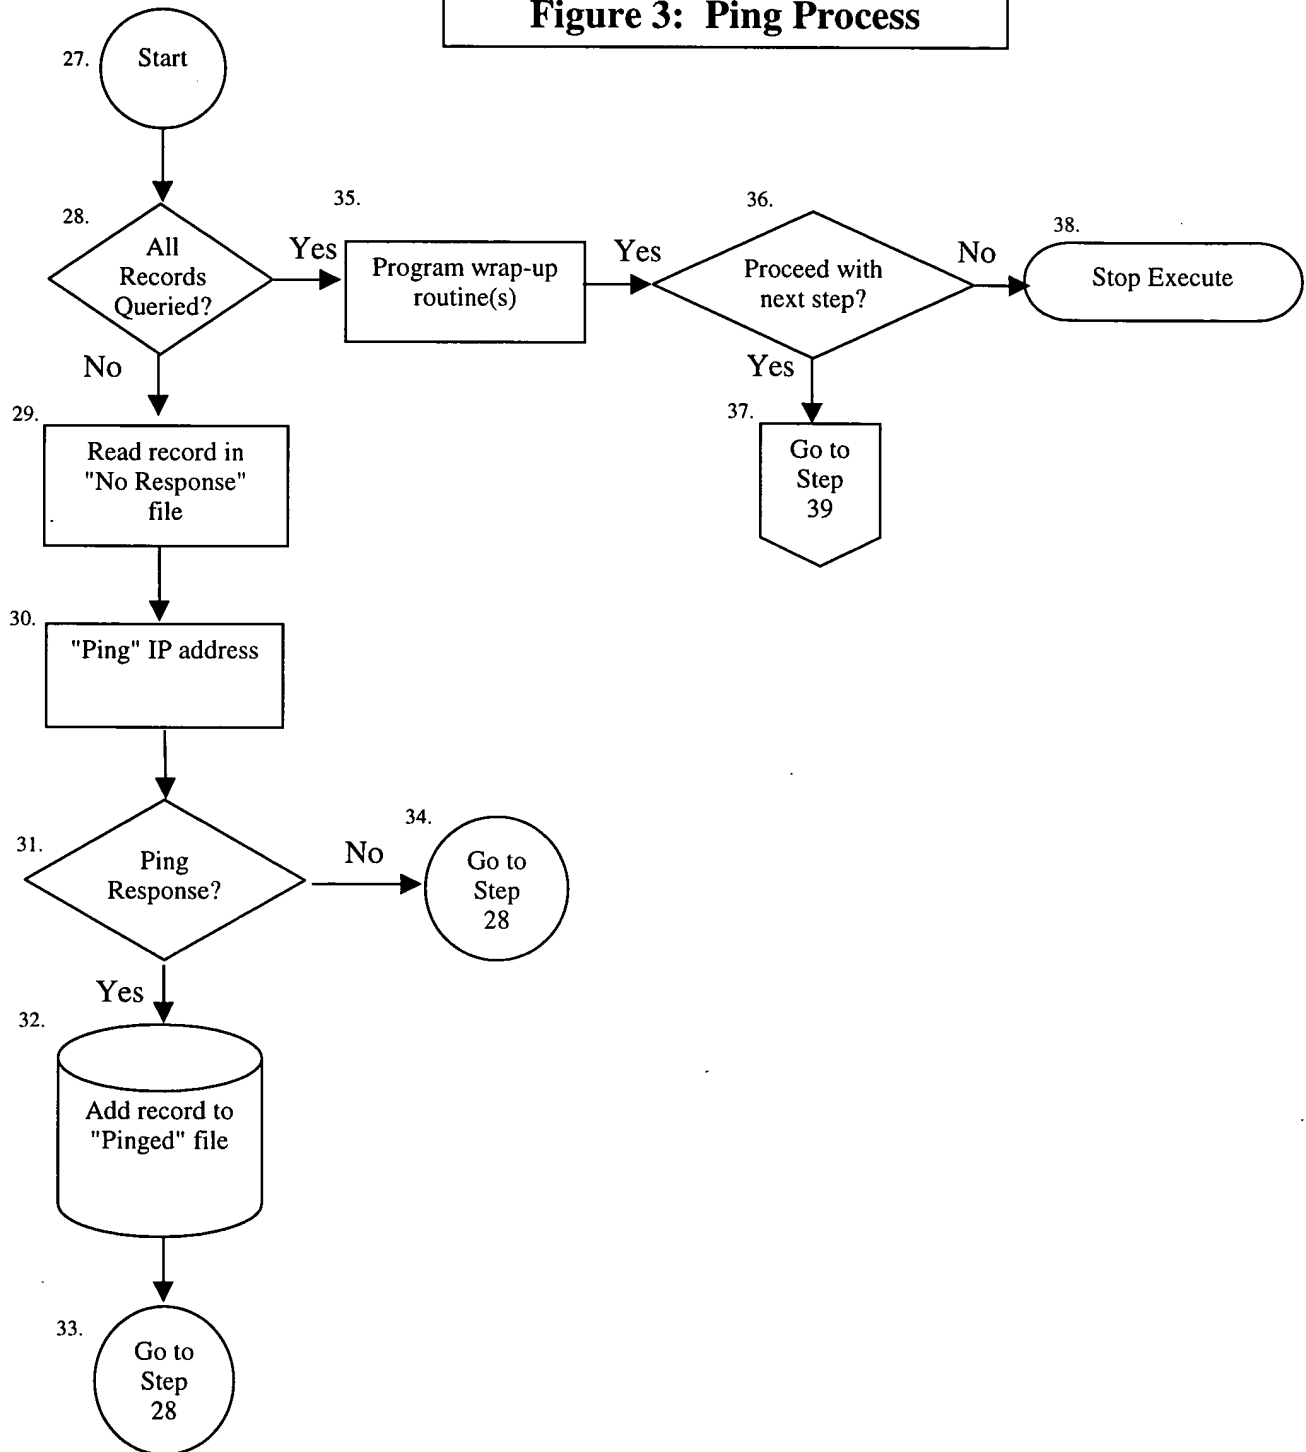 Figure 3: Ping Process
27.
Start
28.
All
Records
Queried?
Yes
35.
Program wrap-up
routine(s)
Yes
36.
Proceed with
next step?
No
38.
Stop Execute
No
Yes
29.
Read record in
"No Response"
file
37.
Go to
Step
39
30.
"Ping" IP address
31.
Ping
Response?
No
34.
Go to
Step
28
Yes
32.
Add record to
"Pinged" file
33.
Go to
Step
28